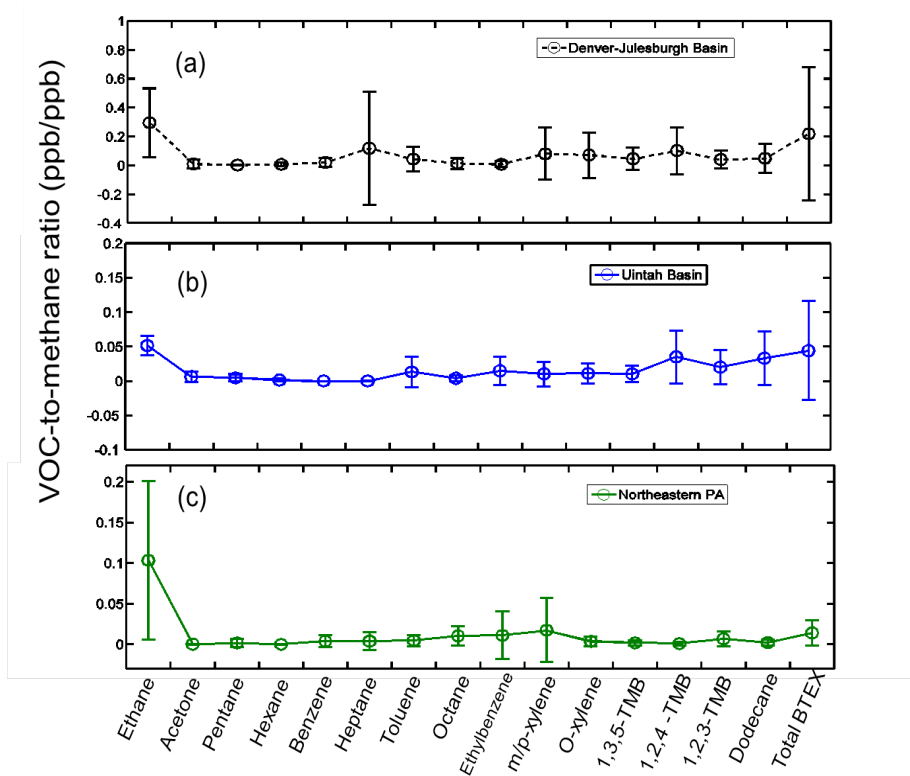 VOC-to-methane ratio (ppb/ppb)
(a)
Denver-Julesburgh Basin
1
0.8
0.6
0.4
0.2
0
-0.2
-0.4
(b)
Uintah Basin
0.2
0.15
0.1
0.05
0
-0.05
-0.1
(c)
Northeastern PA
0.2
0.15
0.1
0.05
0
Ethane
Acetone
Pentane
Hexane
Benzene
Heptane
Toluene
Octane
Ethylbenzene
m/p-xylene
O-xylene
1,3,5- TMB
1,2,4 -TMB
1,2,3- TMB
Dodecane
Total BTEX